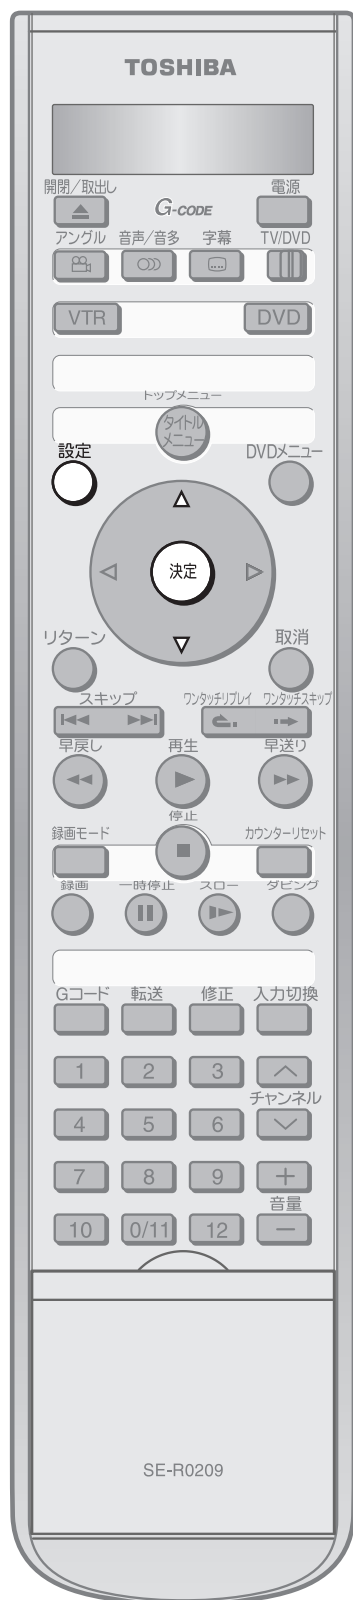 TOSHIBA
開閉/取出し G-CODE 電源
アングル 音声/音多 字幕 TV/DVD
VTR DVD
トップメニュー
タイトル
メニュー
設定 DVDメニュー
決定
リターン 取消
スキップ ワンタッチリプレイ ワンタッチスキップ
早戻し 再生 早送り
停止
録画モード カウンターリセット
録画 一時停止 スロー ダビング
Gコード 転送 修正 入力切換
1 2 3
チャンネル
4 5 6
7 8 9 +
音量
10 0/11 12 −
SE-R0209